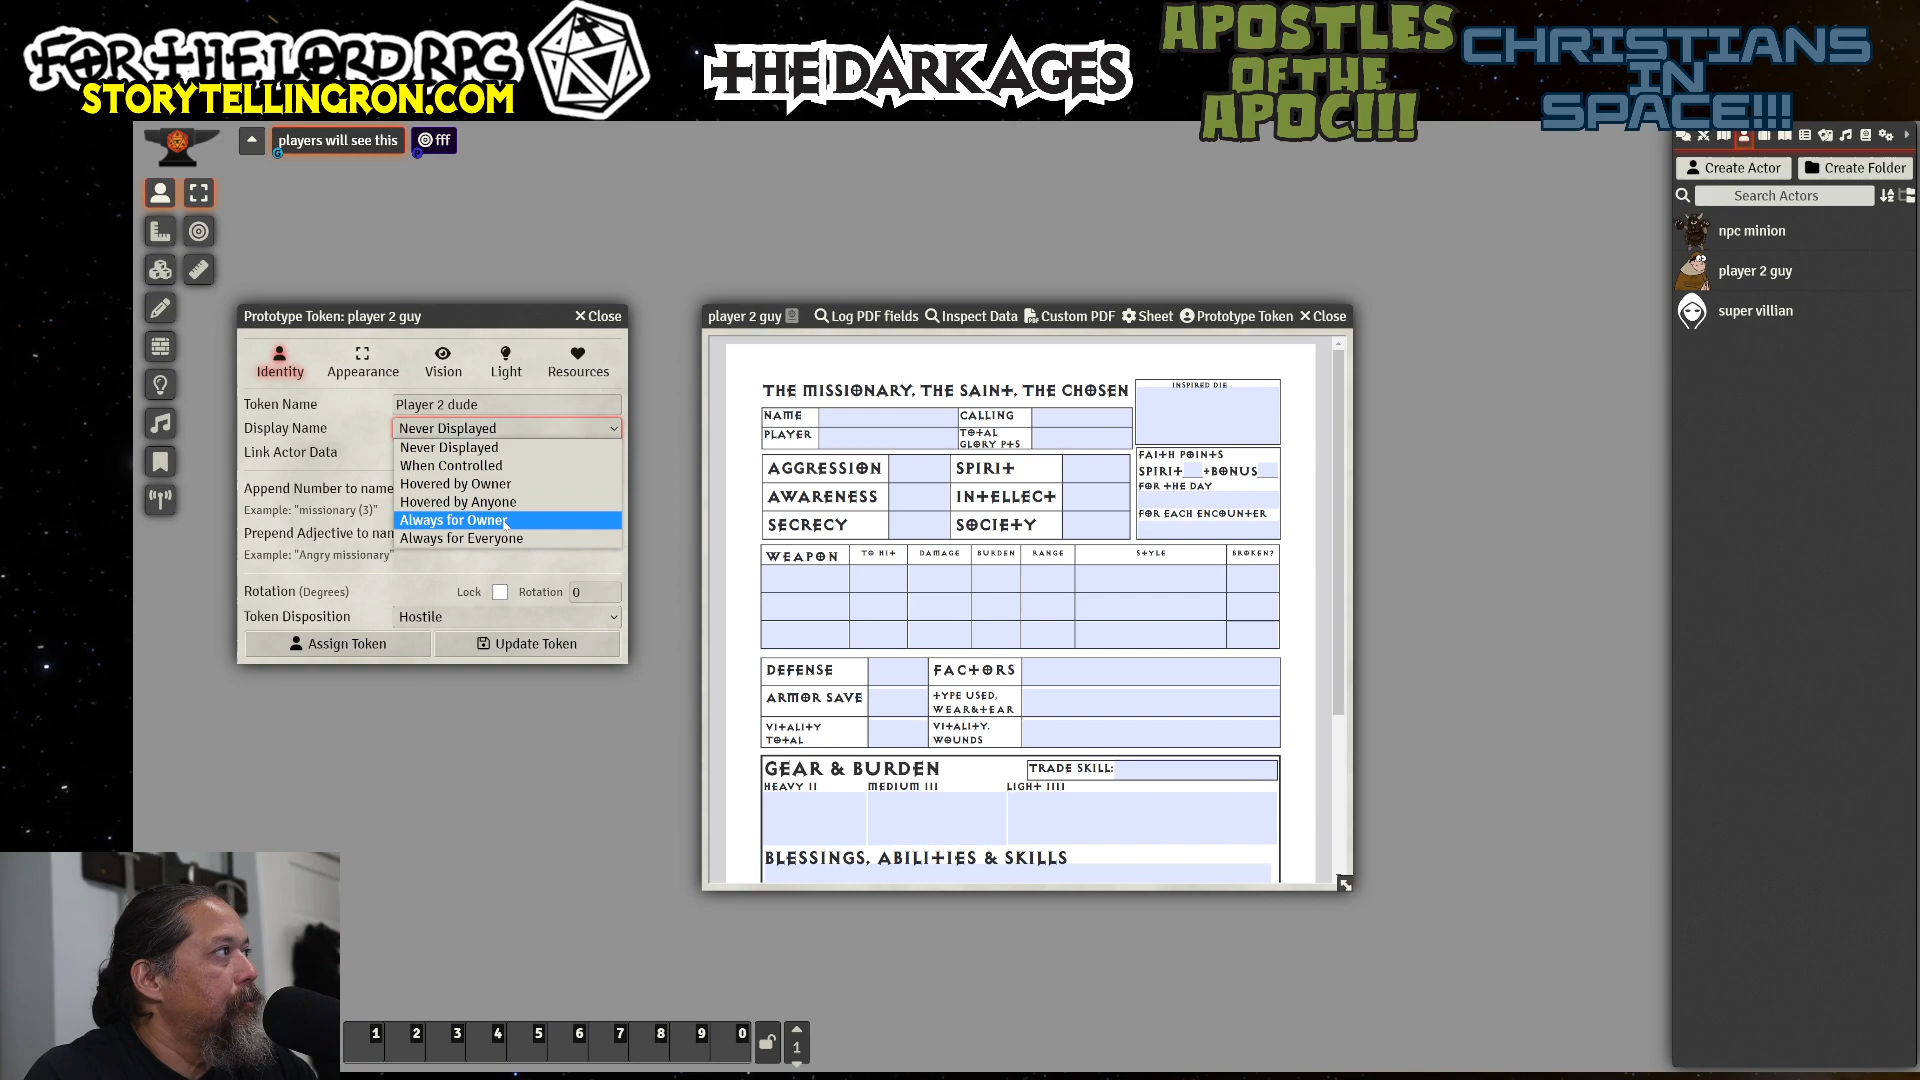 FOR THE LORD RPG
STORYTELLINGRON.COM
THE DARK AGES
APOSTLES
OF THE
APOC!!!
CHRISTIANS
IN
SPACE!!!
players will see this
G
fff
P
Create Actor
Create Folder
Search Actors
npc minion
player 2 guy
super villian
Prototype Token: player 2 guy
Close
Identity
Appearance
Vision
Light
Resources
Token Name
Player 2 dude
Display Name
Never Displayed
Never Displayed
When Controlled
Hovered by Owner
Hovered by Anyone
Always for Owner
Always for Everyone
Link Actor Data
Append Number to name
Example: "missionary (3)"
Prepend Adjective to nam
Example: "Angry missionary"
Rotation (Degrees)
Lock
Rotation
0
Token Disposition
Hostile
Assign Token
Update Token
player 2 guy
Log PDF fields
Inspect Data
Custom PDF
Sheet
Prototype Token
Close
THE MISSIONARY, THE SAINT, THE CHOSEN
INSPIRED DIE
NAME
CALLING
PLAYER
TOTAL
GLORY PTS
AGGRESSION
SPIRIT
AWARENESS
INTELLECT
SECRECY
SOCIETY
FAITH POINTS
SPIRIT +BONUS
FOR THE DAY
FOR EACH ENCOUNTER
WEAPON
TO HIT
DAMAGE
BURDEN
RANGE
STYLE
BROKEN?
DEFENSE
FACTORS
ARMOR SAVE
TYPE USED,
WEAR&TEAR
VITALITY
TOTAL
VITALITY,
WOUNDS
GEAR & BURDEN
TRADE SKILL:
HEAVY II
MEDIUM III
LIGHT IIII
BLESSINGS, ABILITIES & SKILLS
1 2 3 4 5 6 7 8 9 0
1